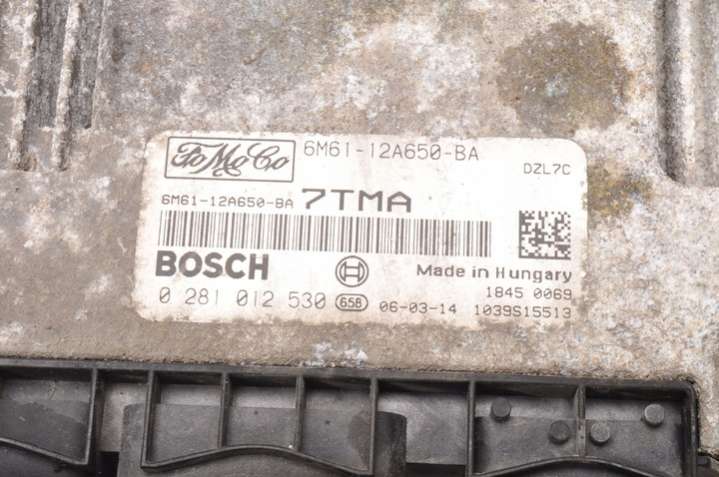 FoMoCo 6M61-12A650-BA
DZL7C
6M61-12A650-BA 7TMA
BOSCH
Made in Hungary
1845 0069
0 281 012 530 658 06-03-14 1039S15513